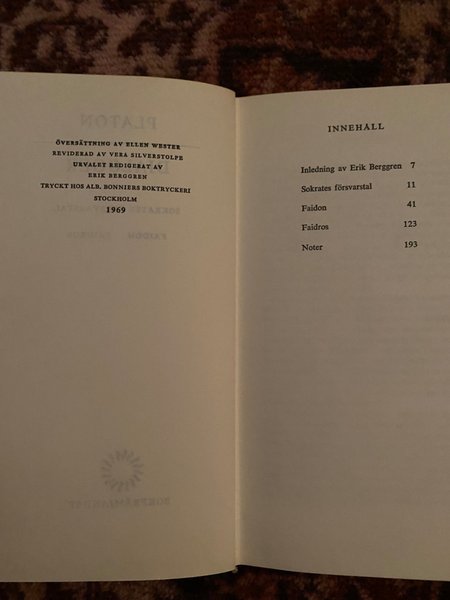 ÖVERSÄTTNING AV ELLEN WESTER
REVIDERAD AV VERA SILVERSTOLPE
URVALET REDIGERAT AV
ERIK BERGGREN
TRYCKT HOS ALB. BONNIERS BOKTRYCKERI
STOCKHOLM
1969
INNEHÅLL
Inledning av Erik Berggren 7
Sokrates försvarstal 11
Faidon 41
Faidros 123
Noter 193